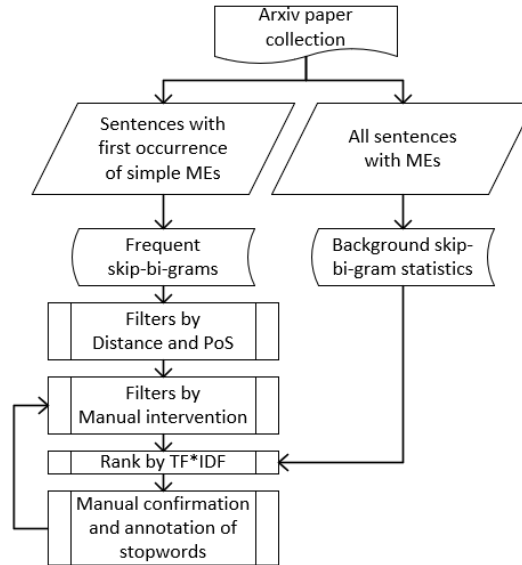 Arxiv paper
collection
Sentences with
first occurrence
of simple MEs
All sentences
with MEs
Frequent
skip-bi-grams
Background skip-
bi-gram statistics
Filters by
Distance and PoS
Filters by
Manual intervention
Rank by TF*IDF
Manual confirmation
and annotation of
stopwords